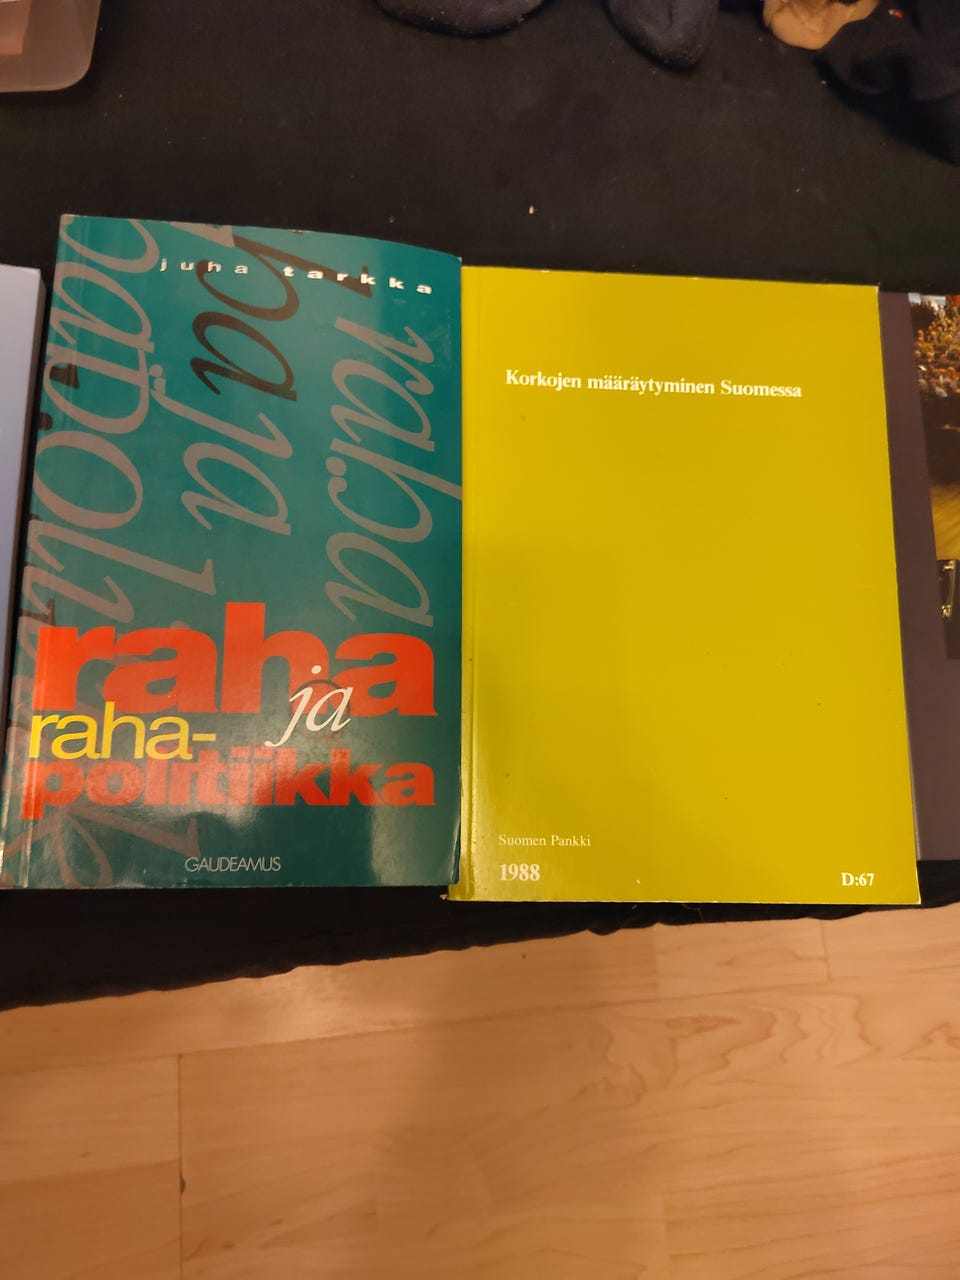 juha tarkka
raha
ja
raha-
politiikka
GAUDEAMUS
Korkojen määräytyminen Suomessa
Suomen Pankki
1988
D:67